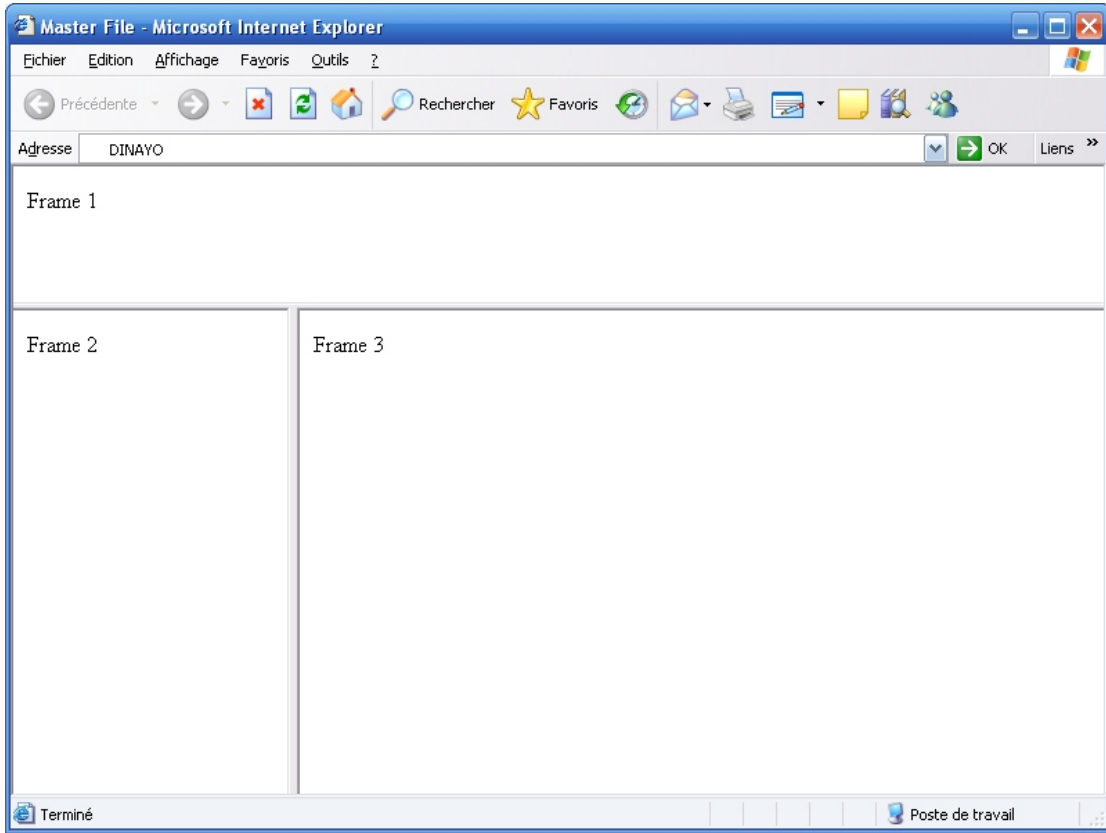 Master File - Microsoft Internet Explorer
Fichier Edition Affichage Favoris Outils ?
Précédente Rechercher Favoris
Adresse DINAYO OK Liens »
Frame 1
Frame 2 Frame 3
Terminé Poste de travail